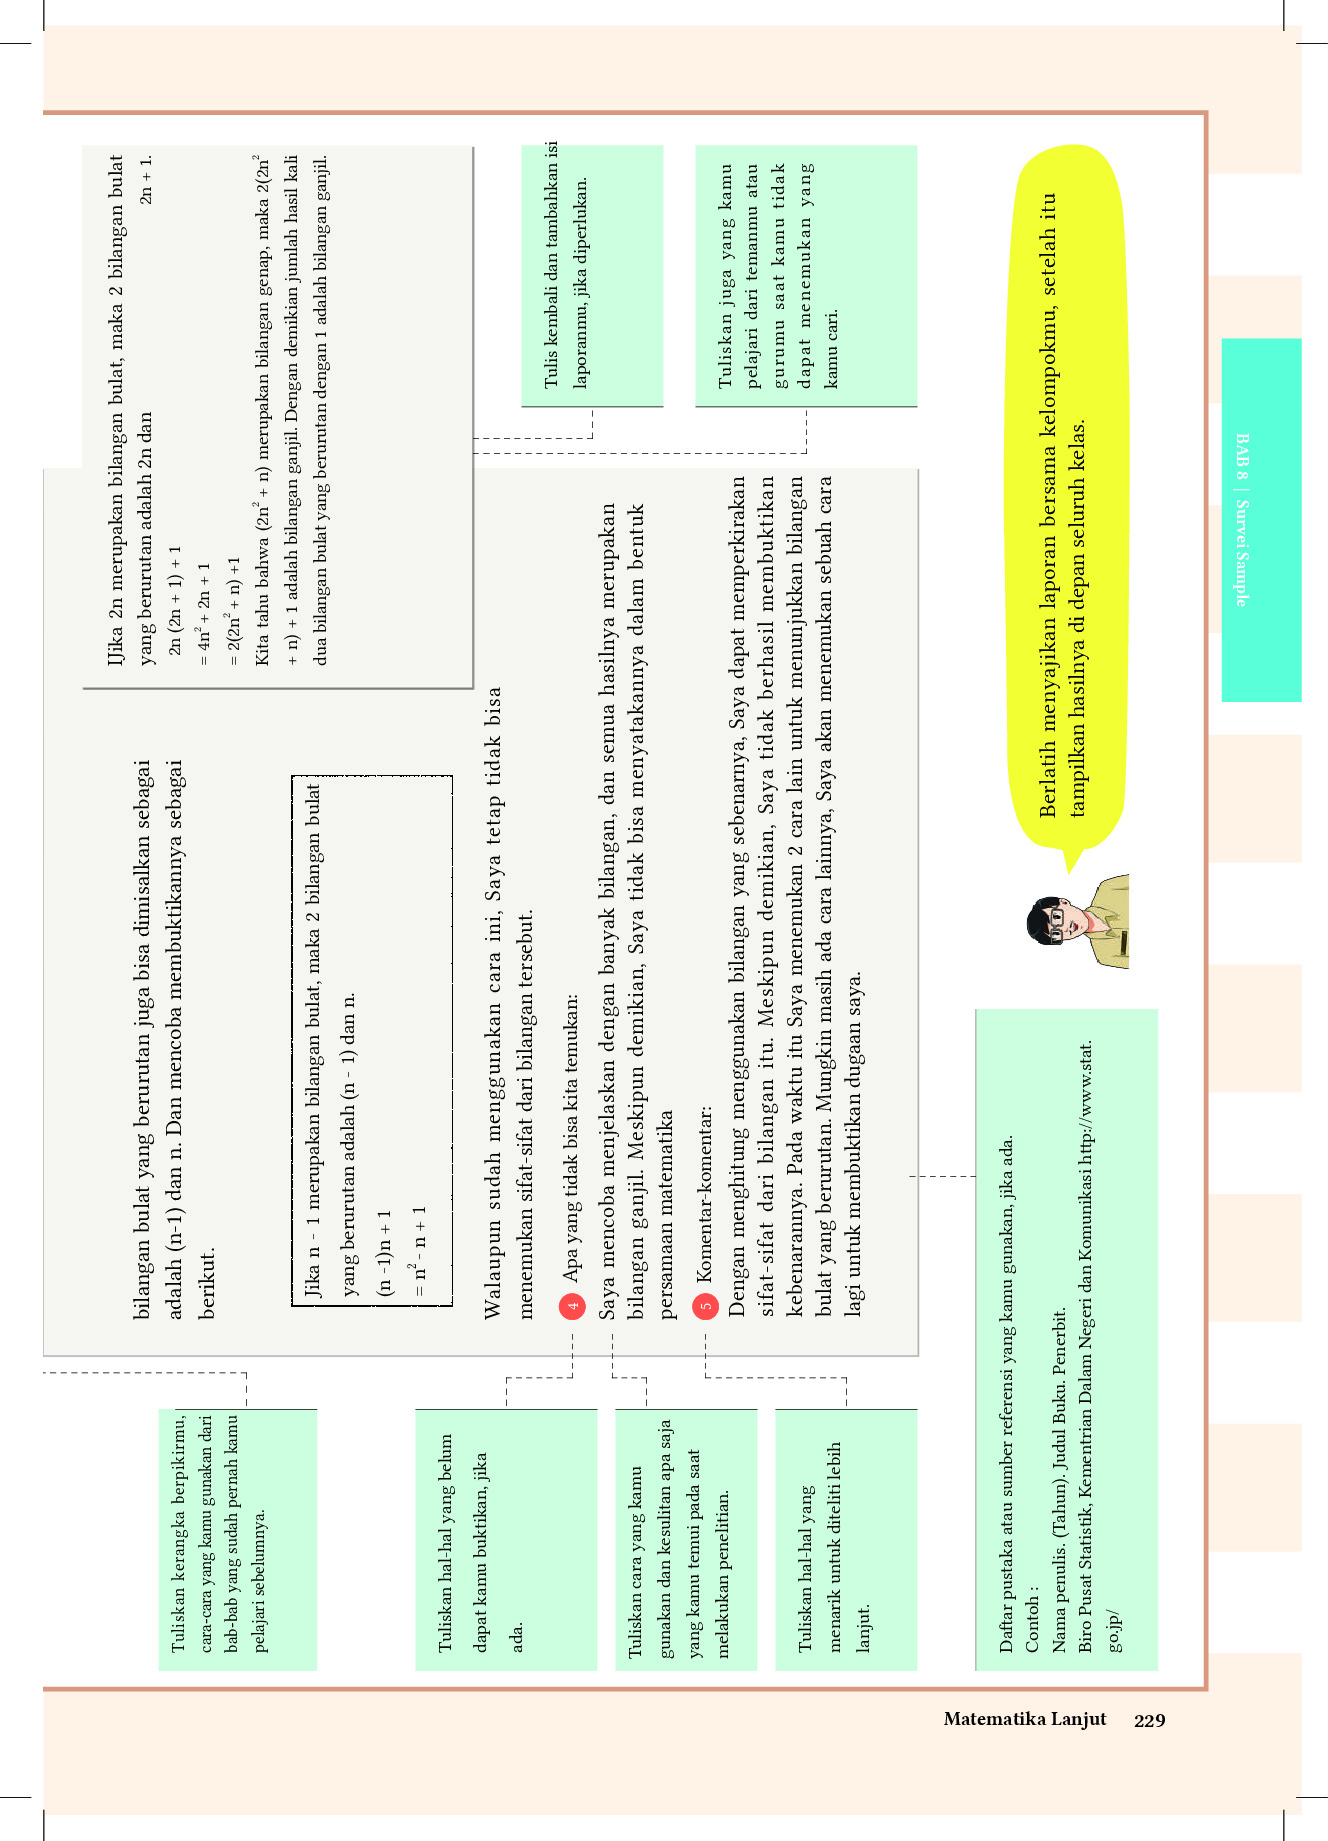 bilangan bulat yang berurutan juga bisa dimisalkan sebagai
adalah (n-1) dan n. Dan mencoba membuktikannya sebagai
berikut.
Jika n - 1 merupakan bilangan bulat, maka 2 bilangan bulat
yang berurutan adalah (n - 1) dan n.
(n -1)n + 1
= n² - n + 1
IJika 2n merupakan bilangan bulat, maka 2 bilangan bulat
yang berurutan adalah 2n dan 2n + 1.
2n (2n + 1) + 1
= 4n² + 2n + 1
= 2(2n² + n) +1
Kita tahu bahwa (2n² + n) merupakan bilangan genap, maka 2(2n²
+ n) + 1 adalah bilangan ganjil. Dengan demikian jumlah hasil kali
dua bilangan bulat yang berurutan dengan 1 adalah bilangan ganjil.
Walaupun sudah menggunakan cara ini, Saya tetap tidak bisa
menemukan sifat-sifat dari bilangan tersebut.
4 Apa yang tidak bisa kita temukan:
Saya mencoba menjelaskan dengan banyak bilangan, dan semua hasilnya merupakan
bilangan ganjil. Meskipun demikian, Saya tidak bisa menyatakannya dalam bentuk
persamaan matematika
5 Komentar-komentar:
Dengan menghitung menggunakan bilangan yang sebenarnya, Saya dapat memperkirakan
sifat-sifat dari bilangan itu. Meskipun demikian, Saya tidak berhasil membuktikan
kebenarannya. Pada waktu itu Saya menemukan 2 cara lain untuk menunjukkan bilangan
bulat yang berurutan. Mungkin masih ada cara lainnya, Saya akan menemukan sebuah cara
lagi untuk membuktikan dugaan saya.
Tuliskan kerangka berpikirmu,
cara-cara yang kamu gunakan dari
bab-bab yang sudah pernah kamu
pelajari sebelumnya.
Tuliskan hal-hal yang belum
dapat kamu buktikan, jika
ada.
Tuliskan cara yang kamu
gunakan dan kesulitan apa saja
yang kamu temui pada saat
melakukan penelitian.
Tuliskan hal-hal yang
menarik untuk diteliti lebih
lanjut.
Tulis kembali dan tambahkan isi
laporanmu, jika diperlukan.
Tuliskan juga yang kamu
pelajari dari temanmu atau
gurumu saat kamu tidak
dapat menemukan yang
kamu cari.
Daftar pustaka atau sumber referensi yang kamu gunakan, jika ada.
Contoh :
Nama penulis. (Tahun). Judul Buku. Penerbit.
Biro Pusat Statistik, Kementrian Dalam Negeri dan Komunikasi http://www.stat.
go.jp/
Berlatih menyajikan laporan bersama kelompokmu, setelah itu
tampilkan hasilnya di depan seluruh kelas.
BAB 8 | Survei Sample
Matematika Lanjut 229